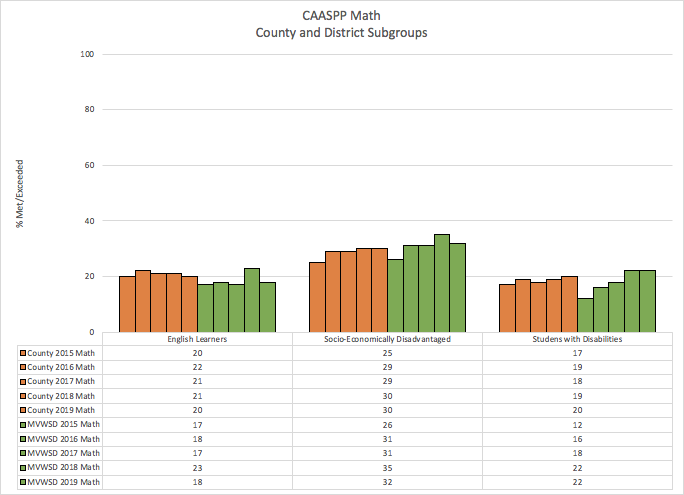 CAASPP Math
County and District Subgroups
% Met/Exceeded
100
80
60
40
20
0
English Learners Socio-Economically Disadvantaged Studens with Disabilities
County 2015 Math 20 25 17
County 2016 Math 22 29 19
County 2017 Math 21 29 18
County 2018 Math 21 30 19
County 2019 Math 20 30 20
MVWSD 2015 Math 17 26 12
MVWSD 2016 Math 18 31 16
MVWSD 2017 Math 17 31 18
MVWSD 2018 Math 23 35 22
MVWSD 2019 Math 18 32 22